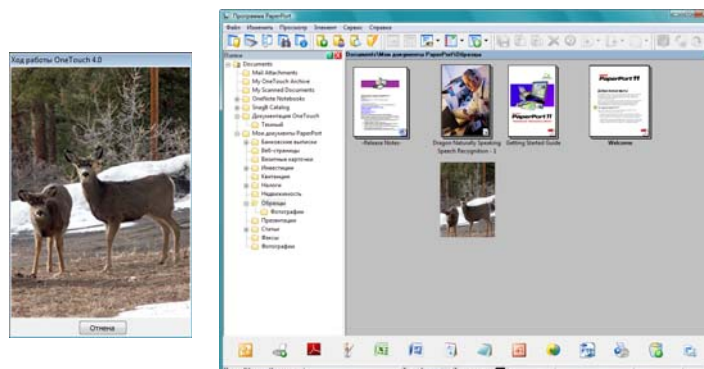 Ход работы OneTouch 4.0
Отмена
Программа PaperPort
Файл Изменить Просмотр Элемент Сервис Справка
Папки
Documents\Мои документы PaperPort\Образцы
Documents
Mail Attachments
My OneTouch Archive
My Scanned Documents
OneNote Notebooks
SnagIt Catalog
Документация OneTouch
Темный
Мои документы PaperPort
Банковские выписки
Веб-страницы
Визитные карточки
Инвестиции
Квитанции
Налоги
Недвижимость
Образцы
Фотографии
Презентации
Статьи
Факсы
Фотографии
-Release Notes-
Dragon Naturally Speaking
Speech Recognition - 1
Getting Started Guide
Welcome
PaperPort 11
PaperPort 11